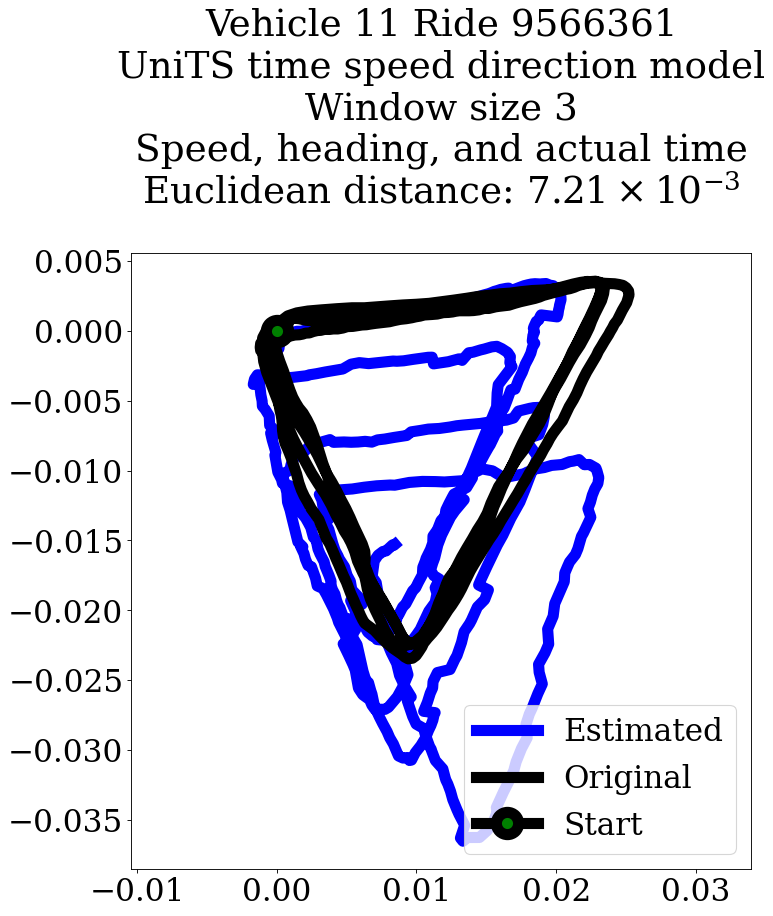 Vehicle 11 Ride 9566361
UniTS time speed direction model
Window size 3
Speed, heading, and actual time
Euclidean distance: 7.21 × 10⁻³
0.005
0.000
−0.005
−0.010
−0.015
−0.020
−0.025
−0.030
−0.035
Estimated
Original
Start
−0.01 0.00 0.01 0.02 0.03